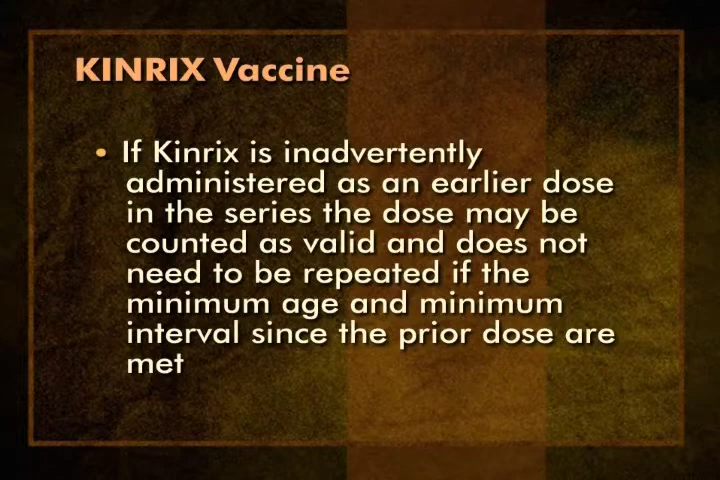 KINRIX Vaccine
• If Kinrix is inadvertently
administered as an earlier dose
in the series the dose may be
counted as valid and does not
need to be repeated if the
minimum age and minimum
interval since the prior dose are
met